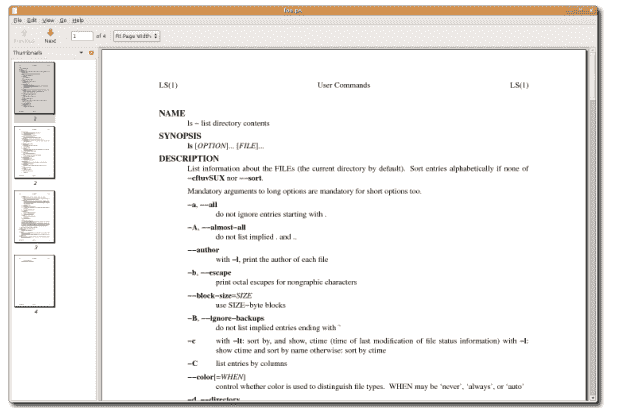 File Edit View Go Help
Previous Next 1 of 4 Fit Page Width
Thumbnails
1
2
3
4
LS(1) User Commands LS(1)
NAME
ls − list directory contents
SYNOPSIS
ls [OPTION]... [FILE]...
DESCRIPTION
List information about the FILEs (the current directory by default). Sort entries alphabetically if none of
−cftuvSUX nor −−sort.
Mandatory arguments to long options are mandatory for short options too.
−a, −−all
do not ignore entries starting with .
−A, −−almost−all
do not list implied . and ..
−−author
with −l, print the author of each file
−b, −−escape
print octal escapes for nongraphic characters
−−block−size=SIZE
use SIZE−byte blocks
−B, −−ignore−backups
do not list implied entries ending with ~
−c with −lt: sort by, and show, ctime (time of last modification of file status information) with −l:
show ctime and sort by name otherwise: sort by ctime
−C list entries by columns
−−color[=WHEN]
control whether color is used to distinguish file types. WHEN may be ‘never’, ‘always’, or ‘auto’
−d, −−directory